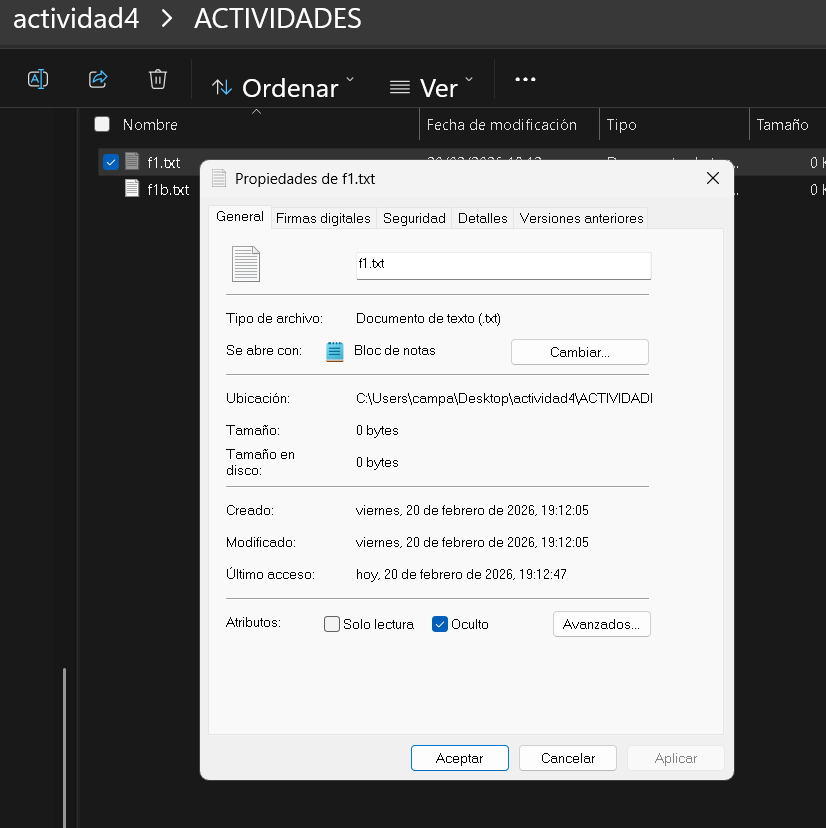 actividad4 > ACTIVIDADES
Ordenar Ver ...
Nombre Fecha de modificación Tipo Tamaño
f1.txt 0
f1b.txt 0
Propiedades de f1.txt
General Firmas digitales Seguridad Detalles Versiones anteriores
f1.txt
Tipo de archivo: Documento de texto (.txt)
Se abre con: Bloc de notas Cambiar...
Ubicación: C:\Users\campa\Desktop\actividad4\ACTIVIDADI
Tamaño: 0 bytes
Tamaño en
disco: 0 bytes
Creado: viernes, 20 de febrero de 2026, 19:12:05
Modificado: viernes, 20 de febrero de 2026, 19:12:05
Último acceso: hoy, 20 de febrero de 2026, 19:12:47
Atributos: Solo lectura Oculto Avanzados...
Aceptar Cancelar Aplicar